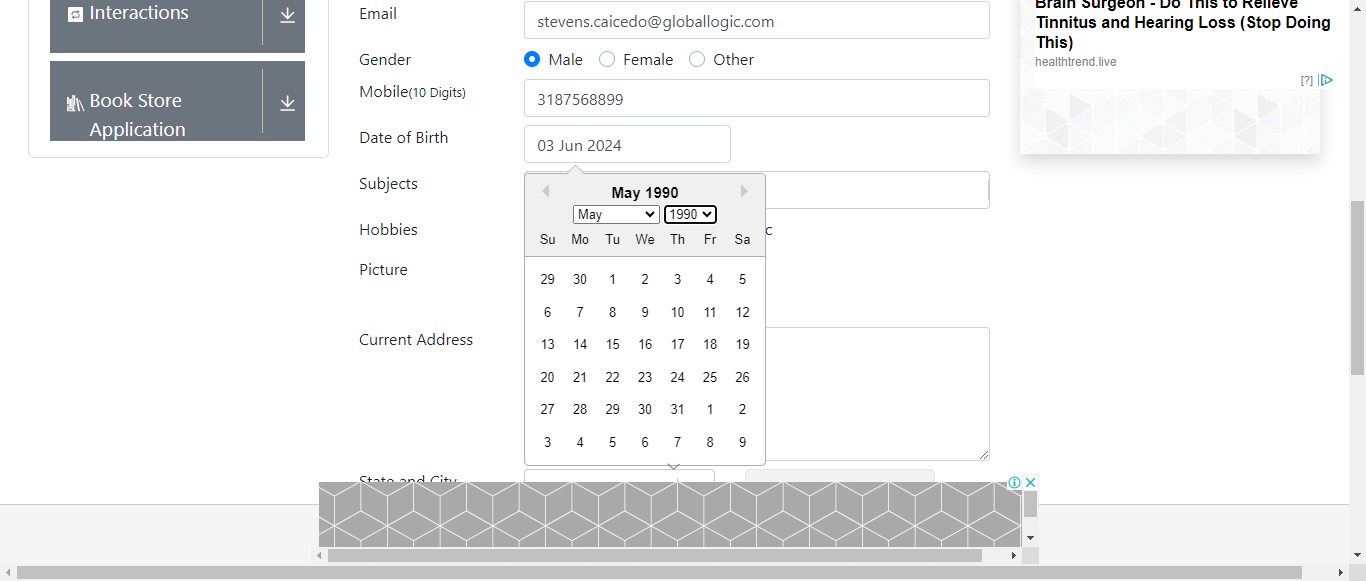 Interactions
Book Store
Application
Email
stevens.caicedo@globallogic.com
Gender
Male
Female
Other
Mobile(10 Digits)
3187568899
Date of Birth
03 Jun 2024
Subjects
May 1990
May
1990
Su Mo Tu We Th Fr Sa
29 30 1 2 3 4 5
6 7 8 9 10 11 12
13 14 15 16 17 18 19
20 21 22 23 24 25 26
27 28 29 30 31 1 2
3 4 5 6 7 8 9
Hobbies
c
Picture
Current Address
State and City
Brain Surgeon - Do This to Relieve
Tinnitus and Hearing Loss (Stop Doing
This)
healthtrend.live
[?]